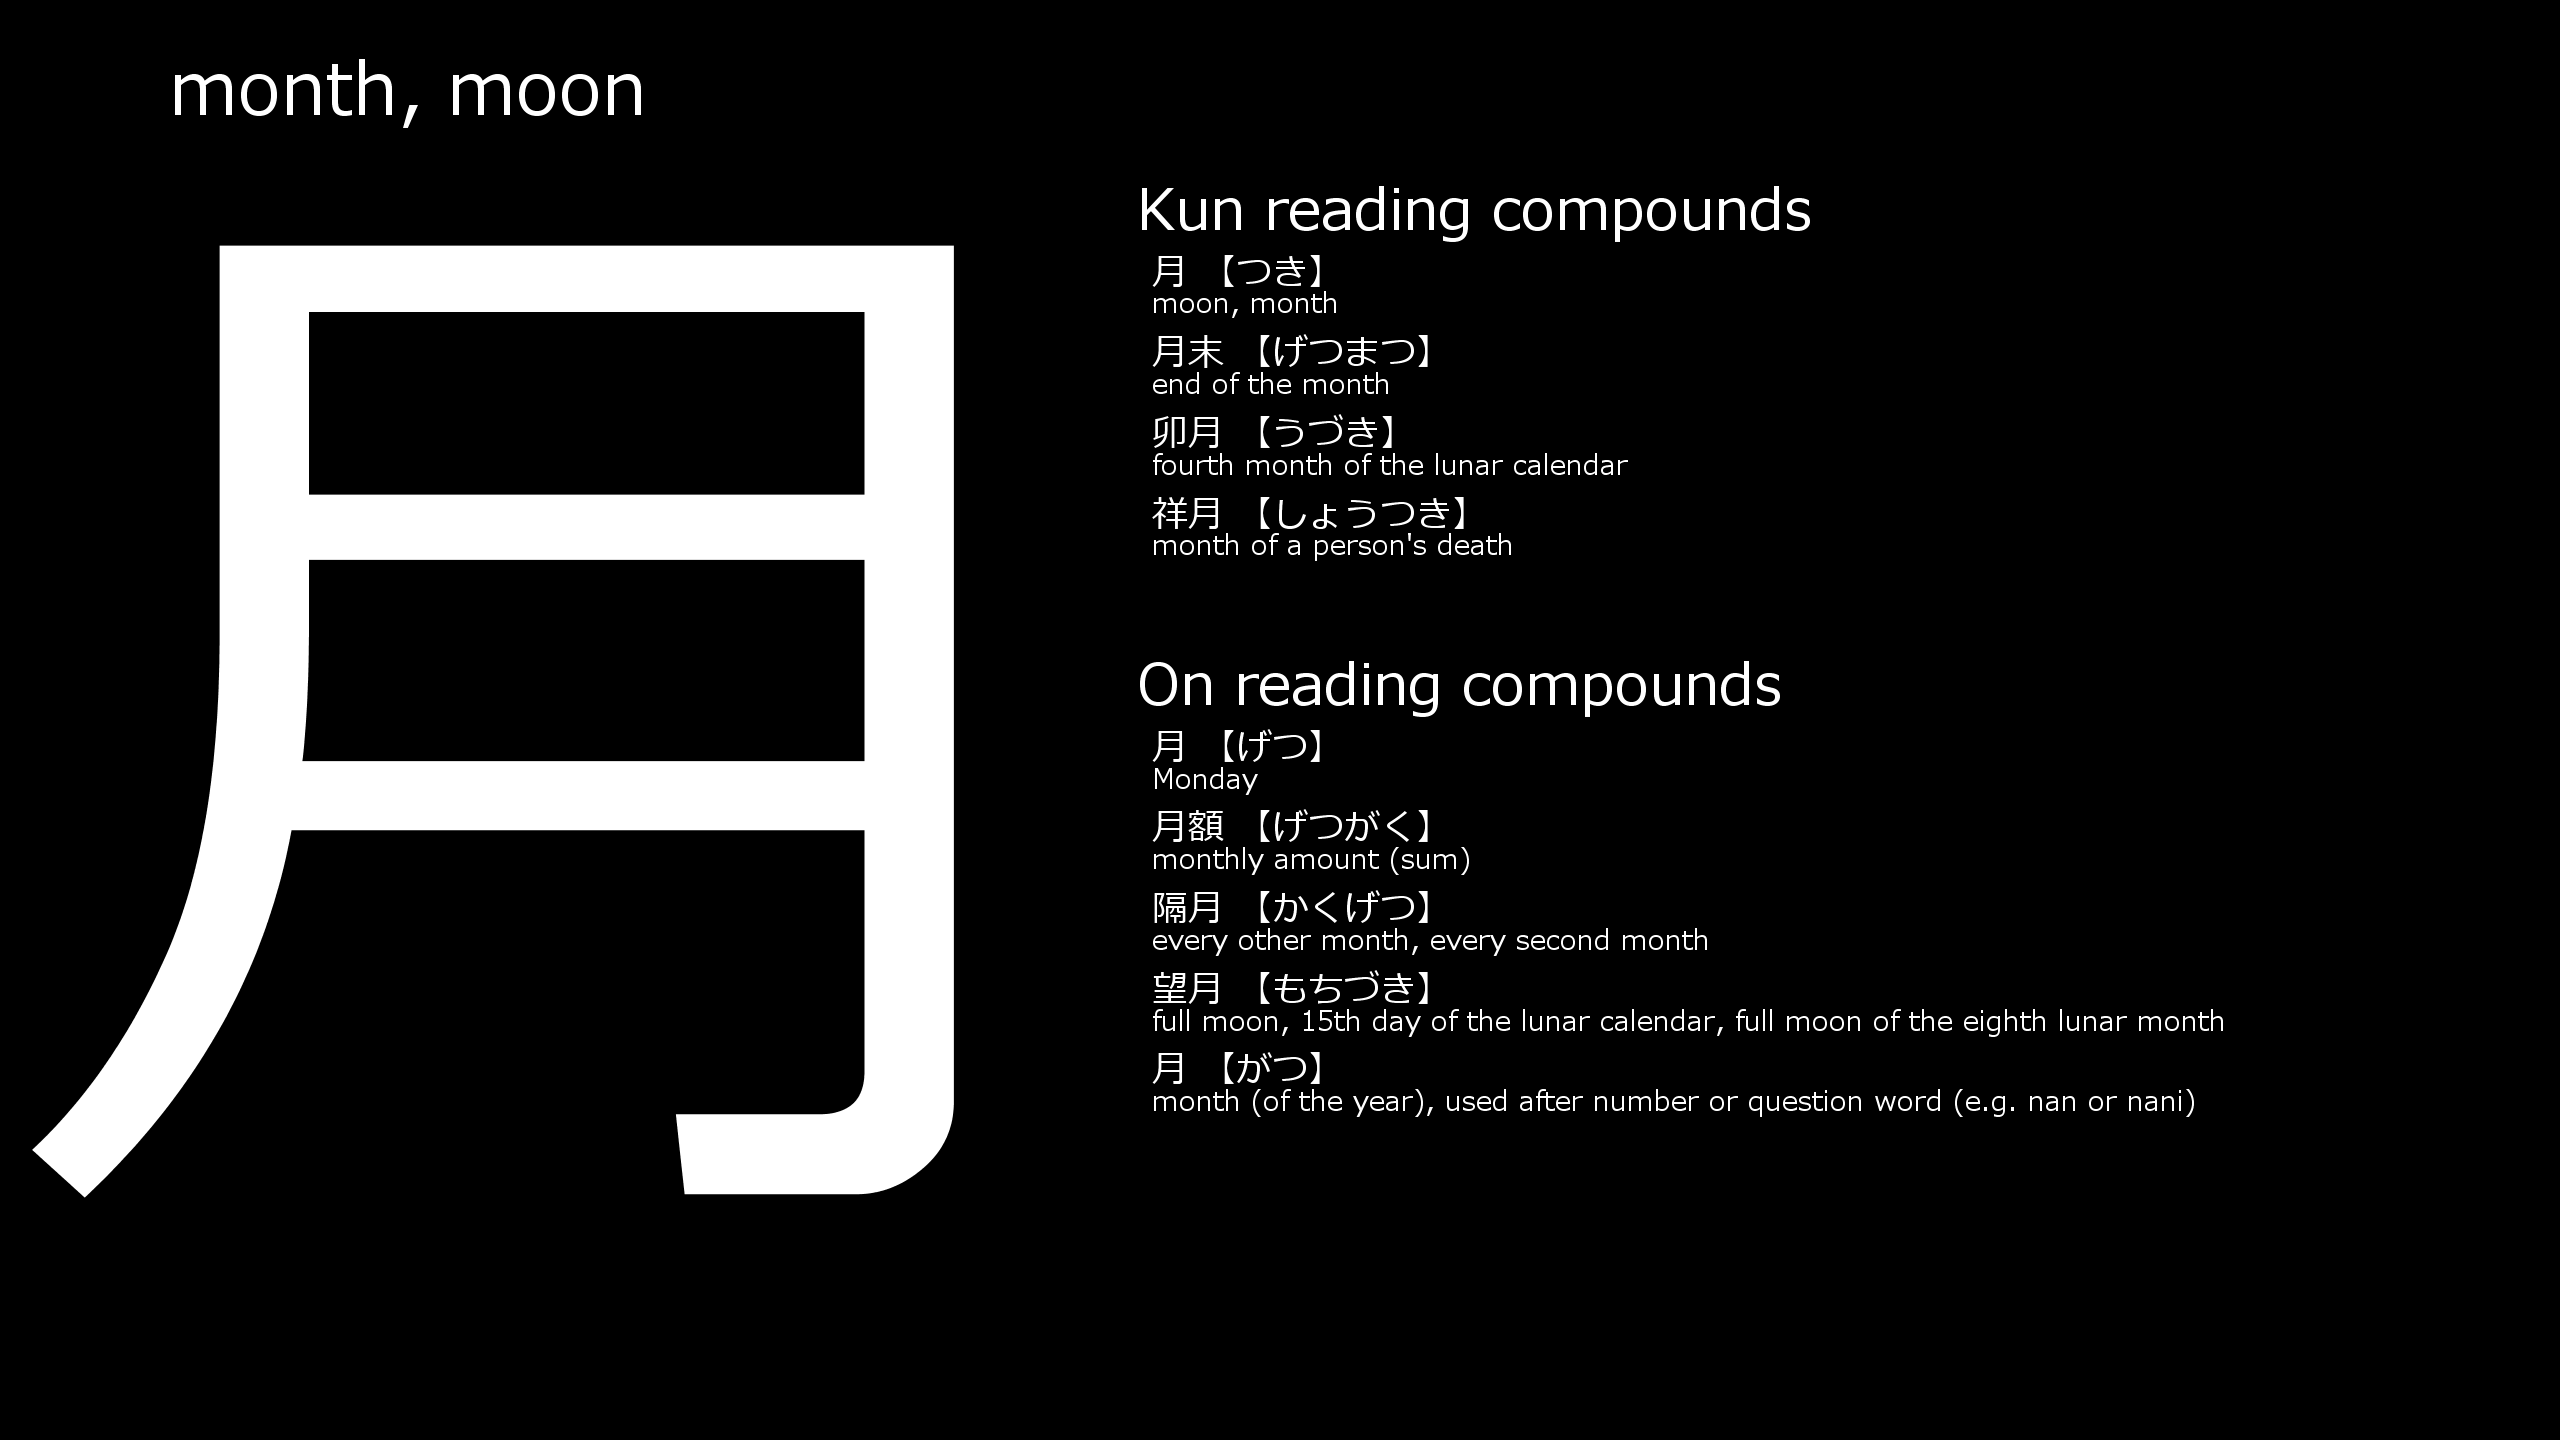 month, moon
月
Kun reading compounds
月 【つき】
moon, month
月末 【げつまつ】
end of the month
卯月 【うづき】
fourth month of the lunar calendar
祥月 【しょうつき】
month of a person's death
On reading compounds
月 【げつ】
Monday
月額 【げつがく】
monthly amount (sum)
隔月 【かくげつ】
every other month, every second month
望月 【もちづき】
full moon, 15th day of the lunar calendar, full moon of the eighth lunar month
月 【がつ】
month (of the year), used after number or question word (e.g. nan or nani)